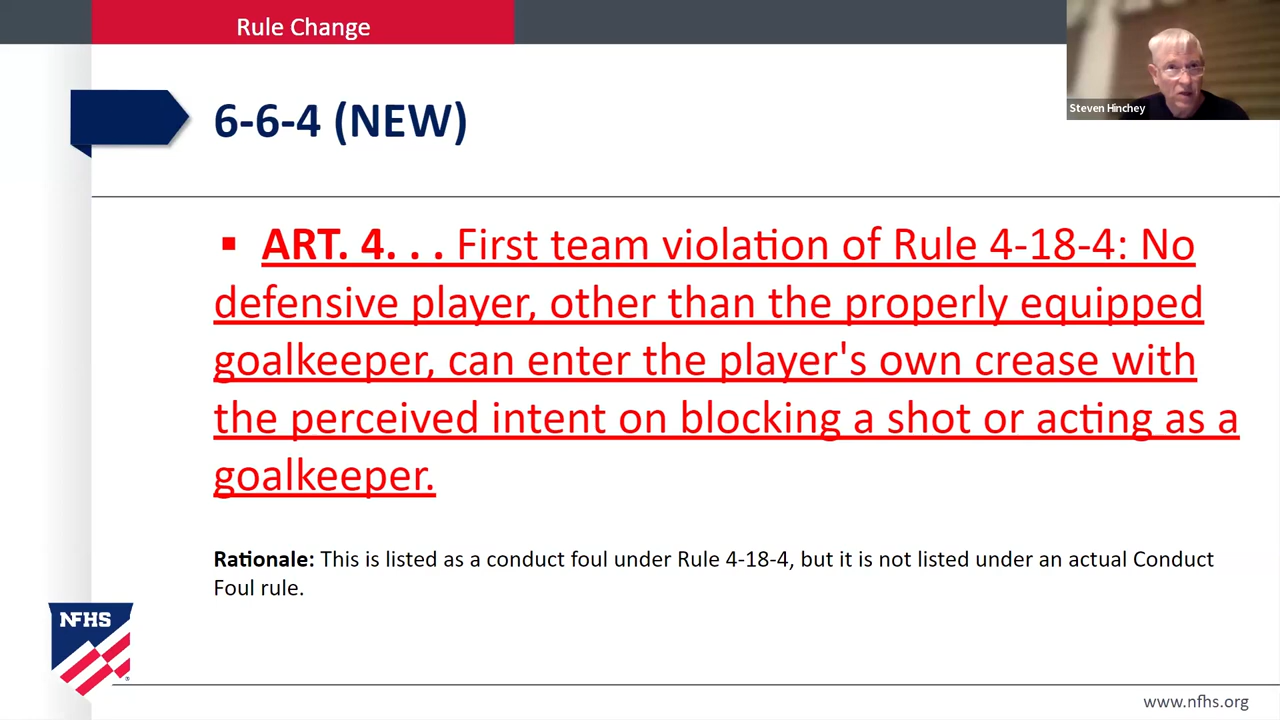 Rule Change
Steven Hinchey
6-6-4 (NEW)
▪ ART. 4. . . First team violation of Rule 4-18-4: No
defensive player, other than the properly equipped
goalkeeper, can enter the player's own crease with
the perceived intent on blocking a shot or acting as a
goalkeeper.
Rationale: This is listed as a conduct foul under Rule 4-18-4, but it is not listed under an actual Conduct
Foul rule.
NFHS
www.nfhs.org